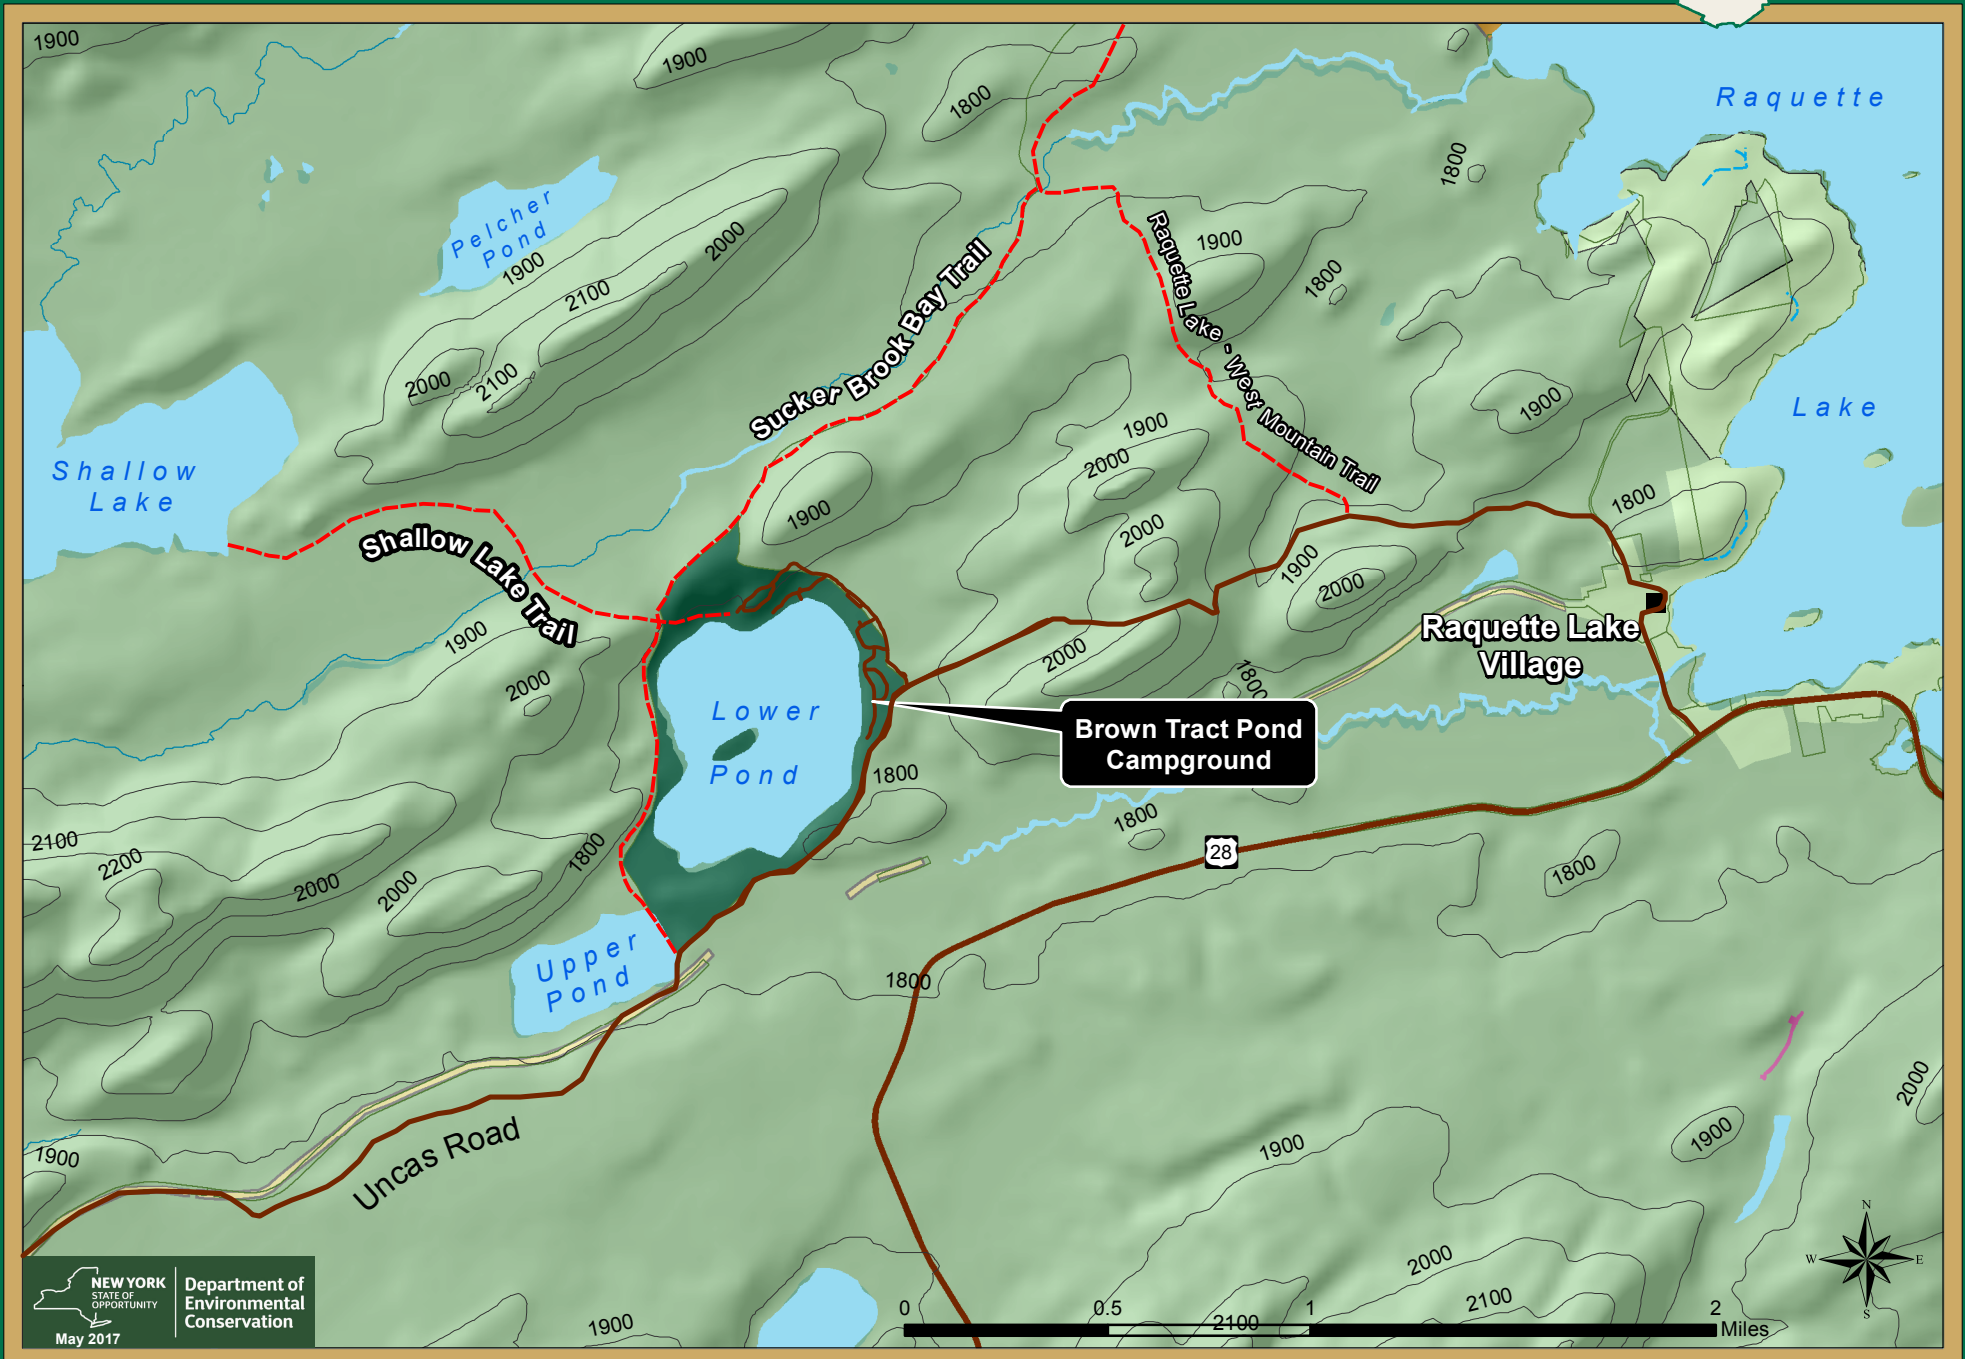 1900
1900
1800
Raquette
1800
Pelcher
Pond
1900
2000
2100
2000
2100
Sucker Brook Bay Trail
Raquette Lake - West Mountain Trail
1900
1800
1900
Lake
Shallow
Lake
Shallow Lake Trail
1900
1900
2000
2000
1800
1900
2000
Raquette Lake
Village
1900
2000
2000
1800
Lower
Pond
Brown Tract Pond
Campground
1800
1800
28
1800
2100
2200
2000
2000
1800
Upper
Pond
1800
Uncas Road
1900
1900
1900
2000
2000
2100
2100
1900
N
W
E
S
NEW YORK
STATE OF
OPPORTUNITY
May 2017
Department of
Environmental
Conservation
0
0.5
1
2
Miles